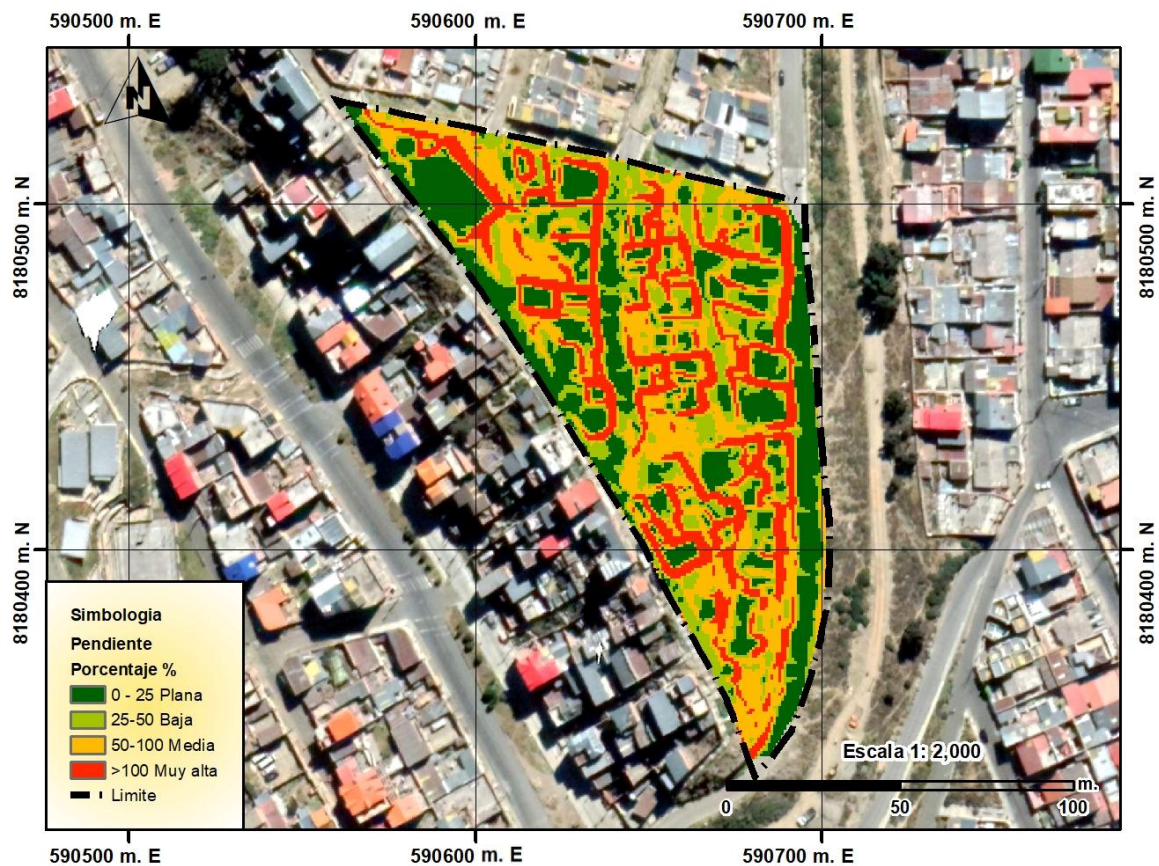 590500 m. E
590600 m. E
590700 m. E
N
8180500 m. N
8180500 m. N
8180400 m. N
8180400 m. N
Simbologia
Pendiente
Porcentaje %
0 - 25 Plana
25-50 Baja
50-100 Media
>100 Muy alta
Limite
Escala 1: 2,000
m.
0
50
100
590500 m. E
590600 m. E
590700 m. E